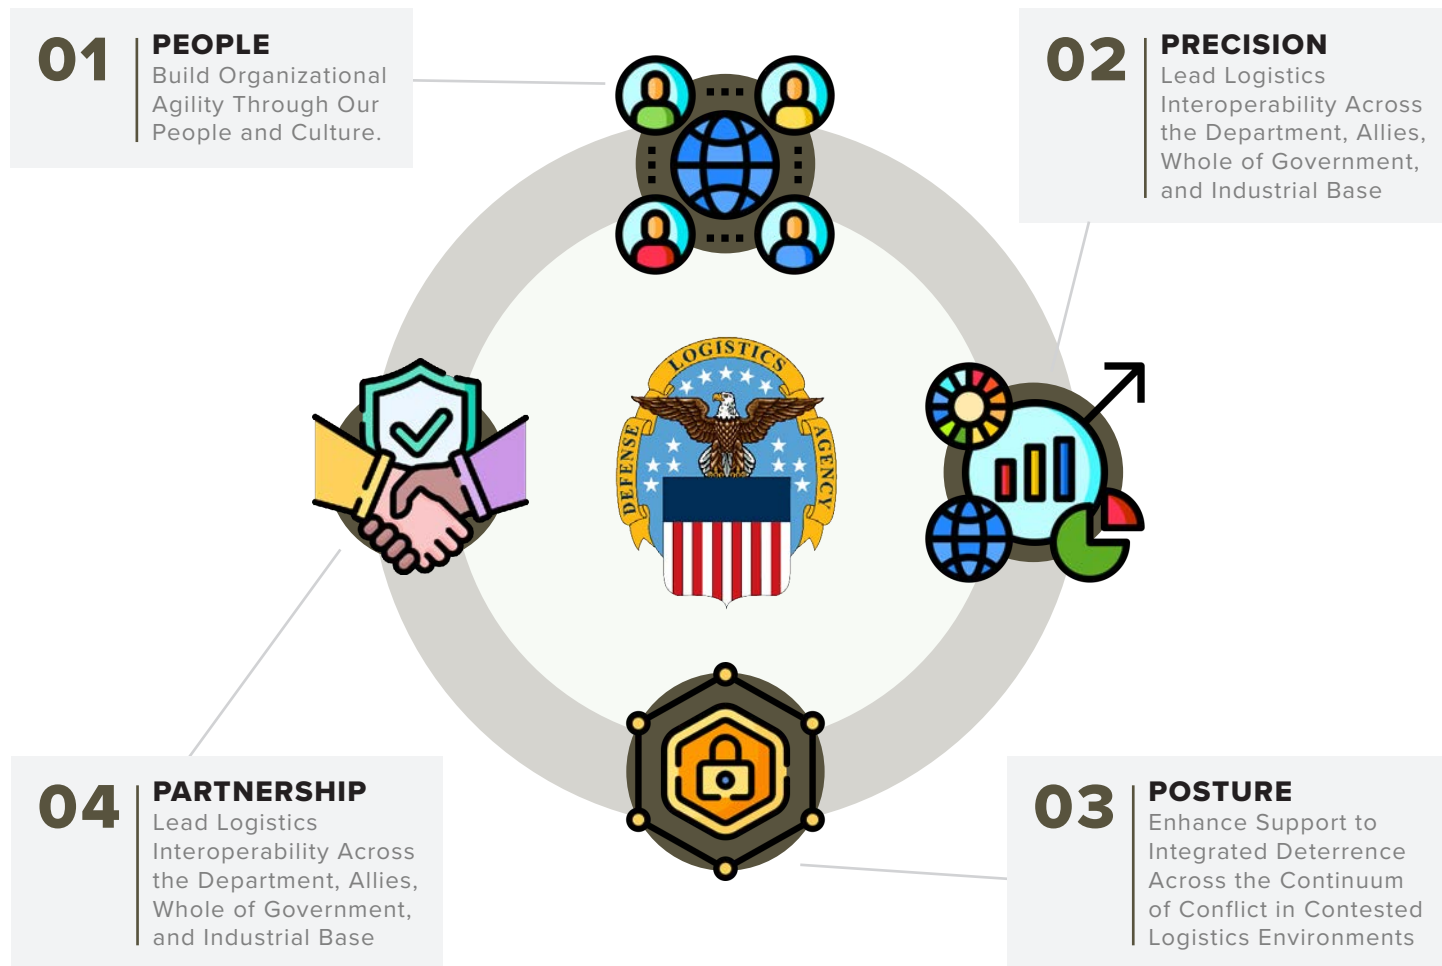 01
PEOPLE
Build Organizational
Agility Through Our
People and Culture.
02
PRECISION
Lead Logistics
Interoperability Across
the Department, Allies,
Whole of Government,
and Industrial Base
DEFENSE
LOGISTICS
AGENCY
04
PARTNERSHIP
Lead Logistics
Interoperability Across
the Department, Allies,
Whole of Government,
and Industrial Base
03
POSTURE
Enhance Support to
Integrated Deterrence
Across the Continuum
of Conflict in Contested
Logistics Environments